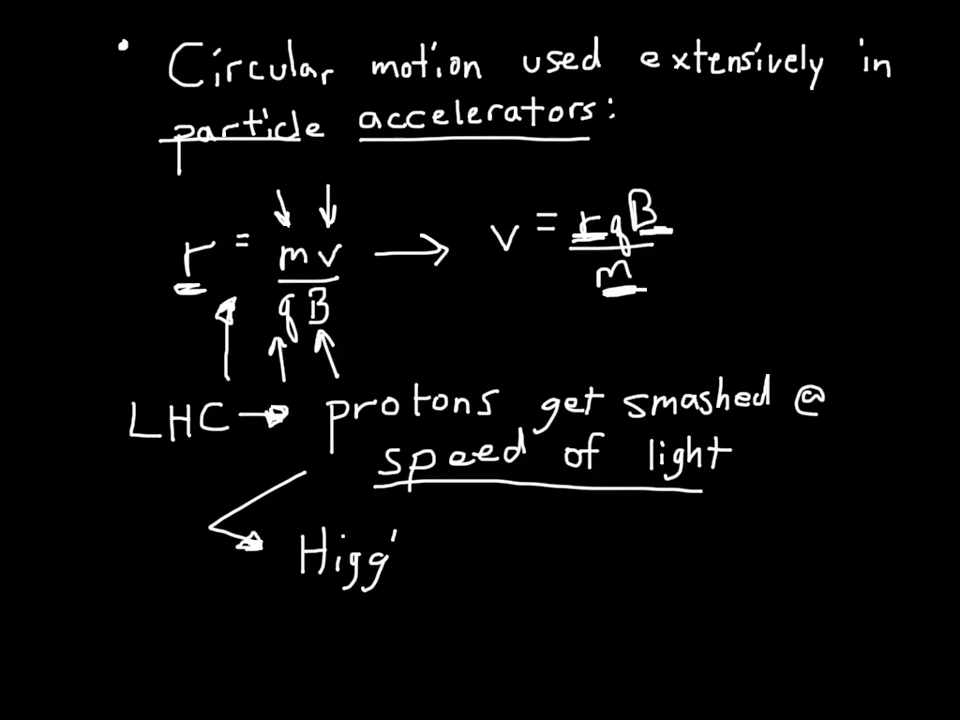 • Circular motion used extensively in
particle accelerators:
r = mv / qB → v = rqB / m
LHC → protons get smashed @
speed of light
Higg'